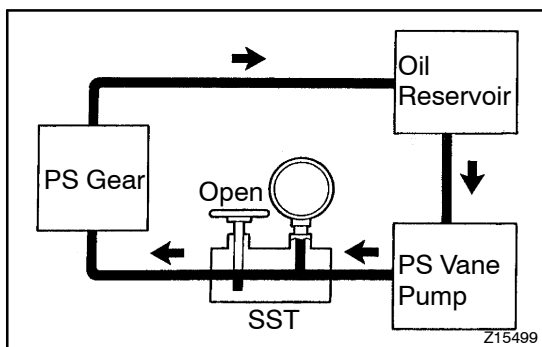 Oil
Reservoir
PS Gear
Open
PS Vane
Pump
SST
Z15499